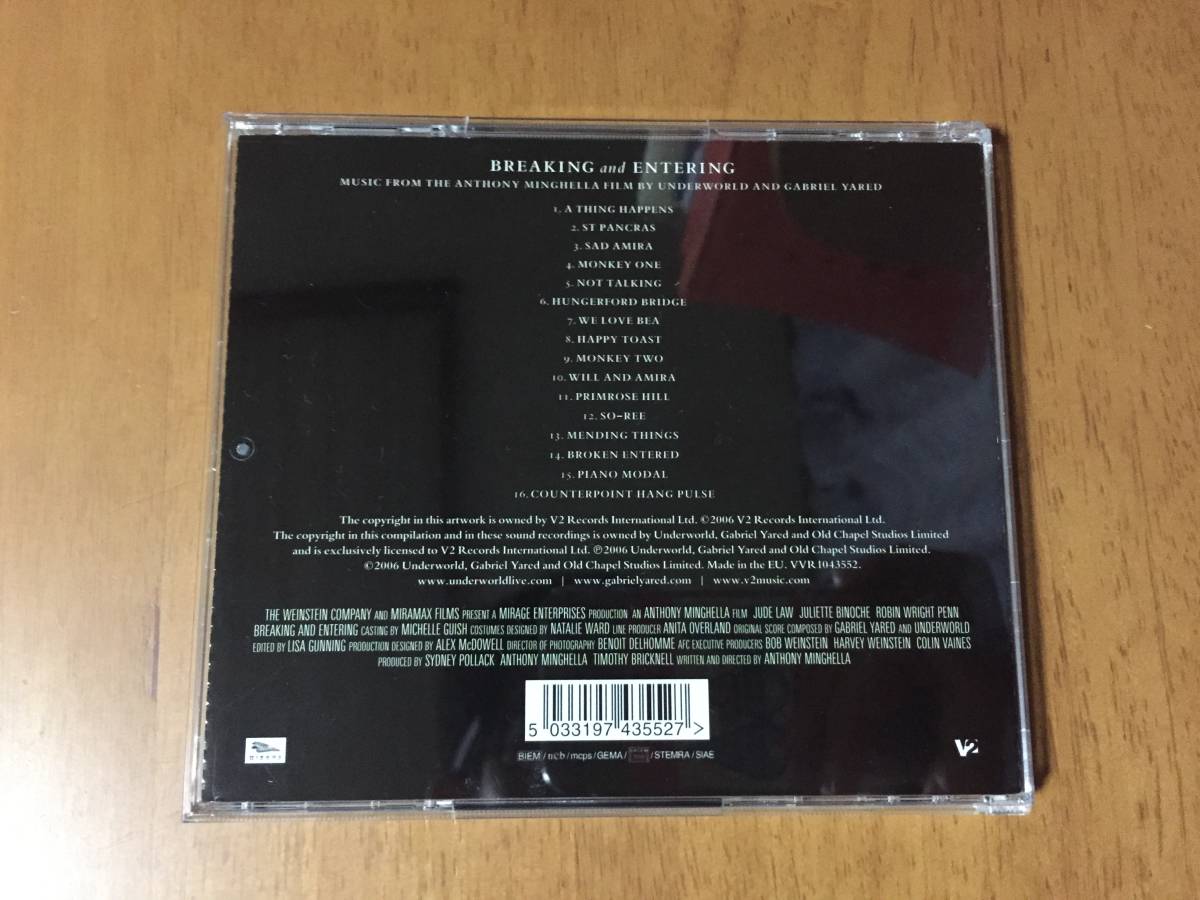 BREAKING and ENTERING
MUSIC FROM THE ANTHONY MINGHELLA FILM BY UNDERWORLD AND GABRIEL YARED
1. A THING HAPPENS
2. ST PANCRAS
3. SAD AMIRA
4. MONKEY ONE
5. NOT TALKING
6. HUNGERFORD BRIDGE
7. WE LOVE BEA
8. HAPPY TOAST
9. MONKEY TWO
10. WILL AND AMIRA
11. PRIMROSE HILL
12. SO-REE
13. MENDING THINGS
14. BROKEN ENTERED
15. PIANO MODAL
16. COUNTERPOINT HANG PULSE
The copyright in this artwork is owned by V2 Records International Ltd. ©2006 V2 Records International Ltd.
The copyright in this compilation and in these sound recordings is owned by Underworld, Gabriel Yared and Old Chapel Studios Limited
and is exclusively licensed to V2 Records International Ltd. ℗2006 Underworld, Gabriel Yared and Old Chapel Studios Limited.
©2006 Underworld, Gabriel Yared and Old Chapel Studios Limited. Made in the EU. VVR1043552.
www.underworldlive.com | www.gabrielyared.com | www.v2music.com
THE WEINSTEIN COMPANY AND MIRAMAX FILMS PRESENT A MIRAGE ENTERPRISES PRODUCTION AN ANTHONY MINGHELLA FILM JUDE LAW JULIETTE BINOCHE ROBIN WRIGHT PENN
BREAKING AND ENTERING CASTING BY MICHELLE GUISH COSTUMES DESIGNED BY NATALIE WARD LINE PRODUCER ANITA OVERLAND ORIGINAL SCORE COMPOSED BY GABRIEL YARED AND UNDERWORLD
EDITED BY LISA GUNNING PRODUCTION DESIGNED BY ALEX McDOWELL DIRECTOR OF PHOTOGRAPHY BENOIT DELHOMME AFC EXECUTIVE PRODUCERS BOB WEINSTEIN HARVEY WEINSTEIN COLIN VAINES
PRODUCED BY SYDNEY POLLACK ANTHONY MINGHELLA TIMOTHY BRICKNELL WRITTEN AND DIRECTED BY ANTHONY MINGHELLA
5 033197 435527 >
BIEM / ncb / mcps / GEMA / / STEMRA / SIAE
MIRAGE
V2